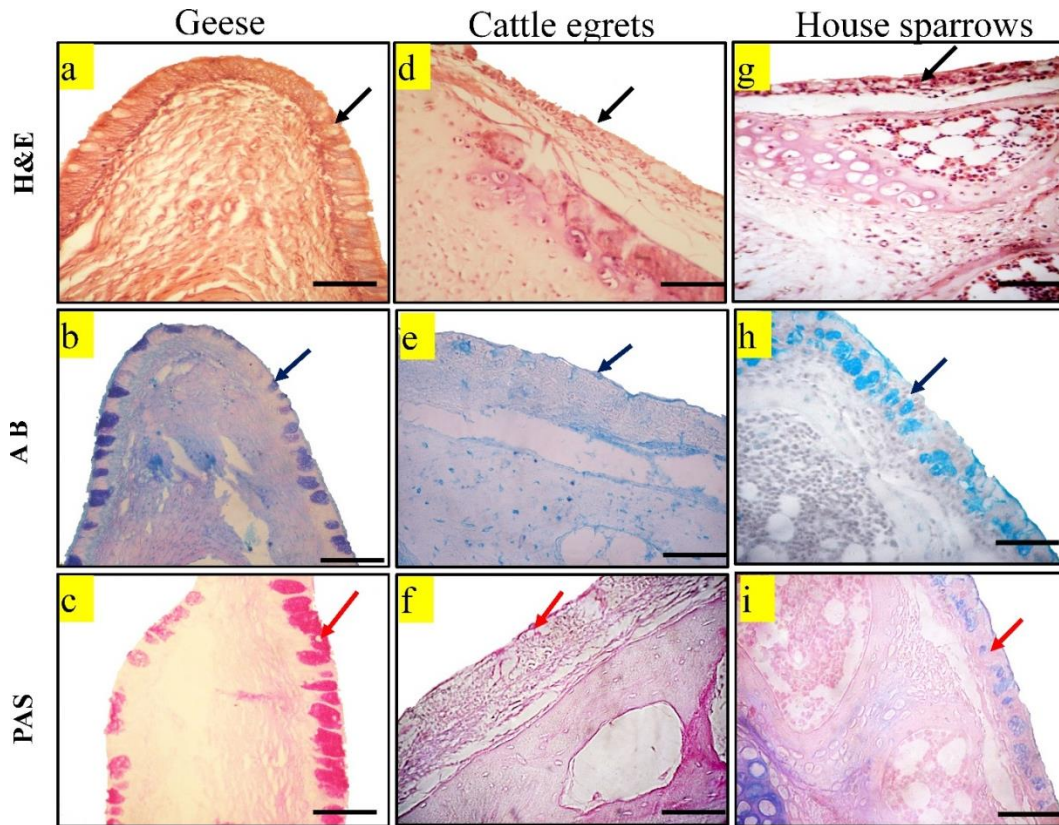 Geese Cattle egrets House sparrows
H&E
a d g
A B
b e h
PAS
c f i